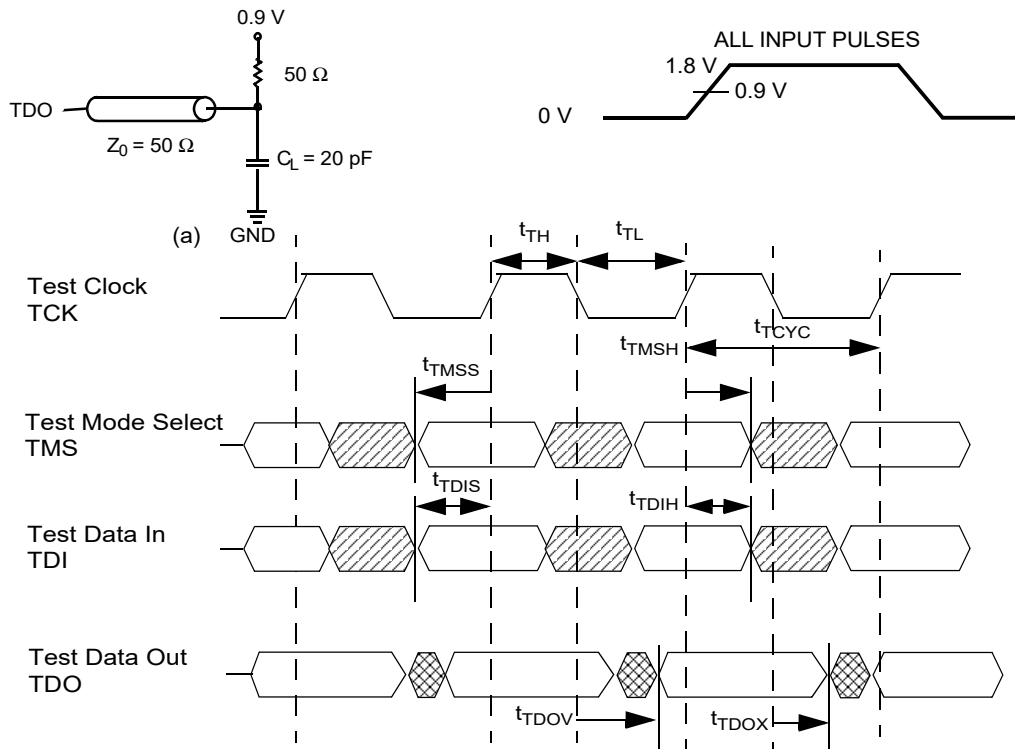 0.9 V
50 Ω
TDO
Z0 = 50 Ω
CL = 20 pF
(a)
GND
ALL INPUT PULSES
1.8 V
0.9 V
0 V
tTH
tTL
Test Clock
TCK
tTMSH
tTCYC
tTMSS
Test Mode Select
TMS
tTDIS
tTDIH
Test Data In
TDI
Test Data Out
TDO
tTDOV
tTDOX